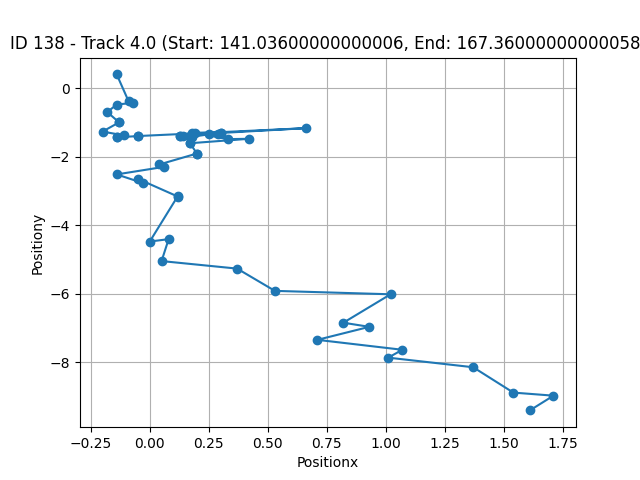 ID 138 - Track 4.0 (Start: 141.03600000000006, End: 167.36000000000058
0
−2
−4
−6
−8
Positiony
−0.25 0.00 0.25 0.50 0.75 1.00 1.25 1.50 1.75
Positionx